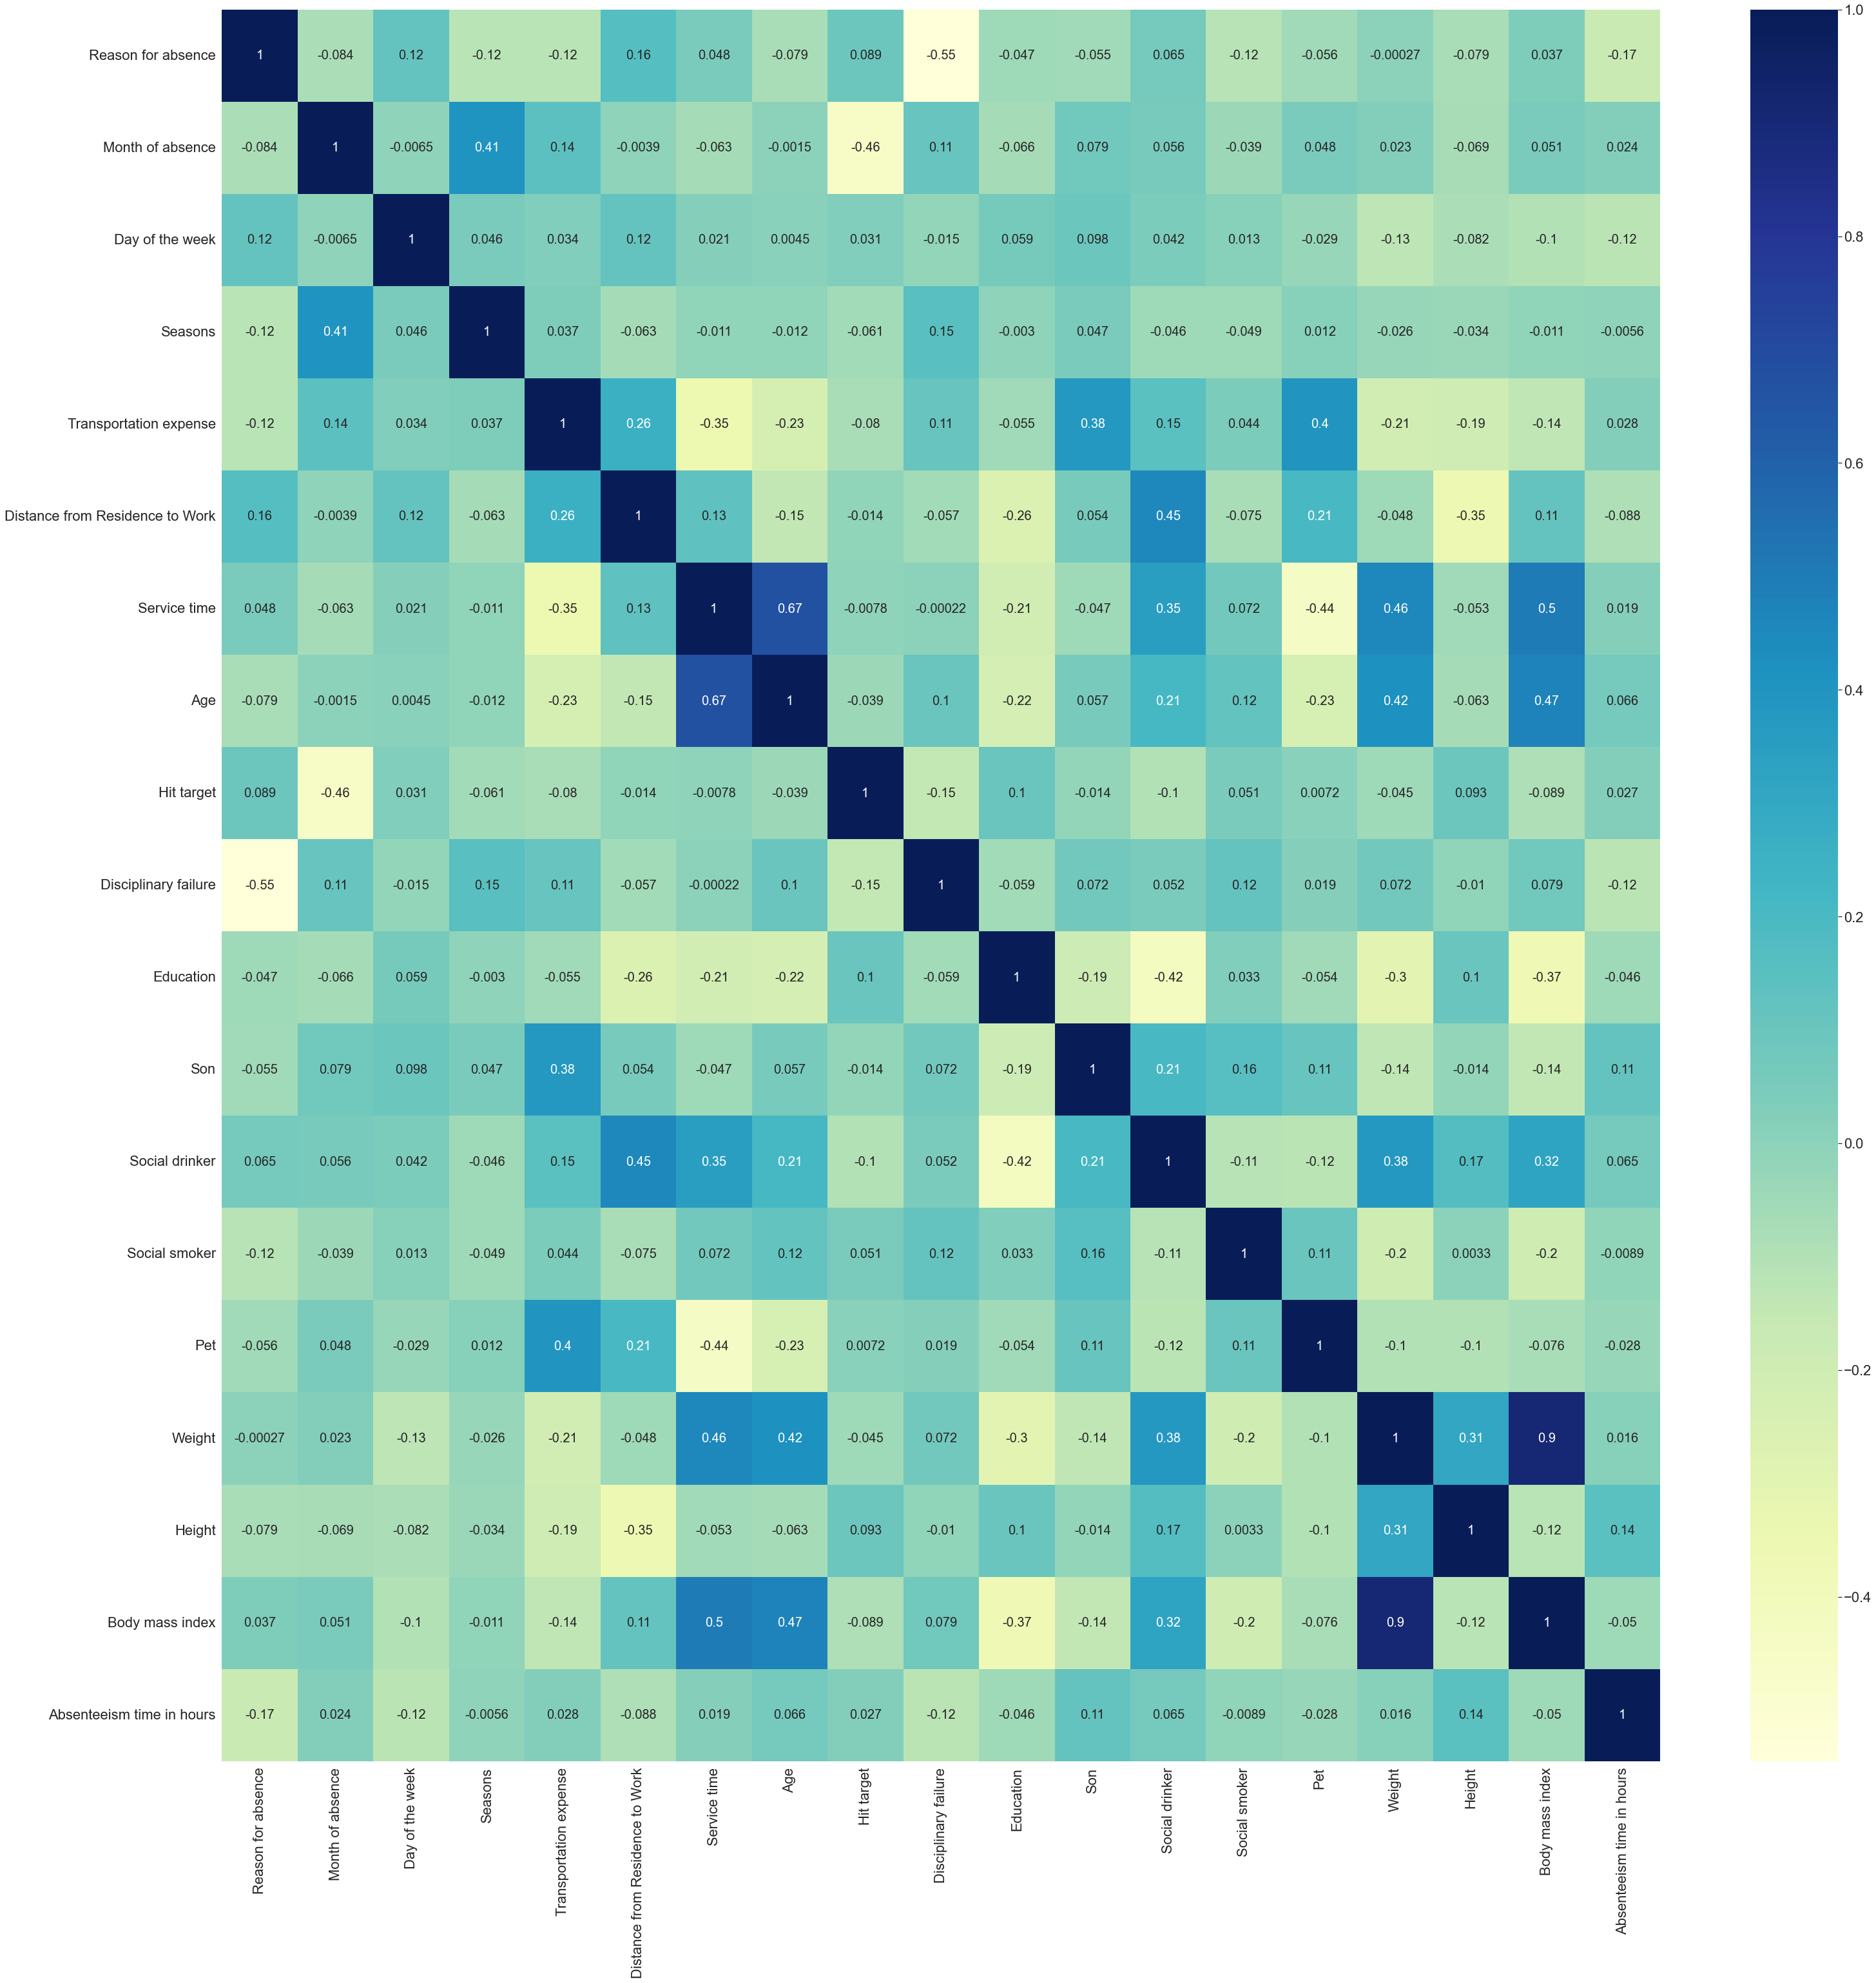 Reason for absence 1 -0.084 0.12 -0.12 -0.12 0.16 0.048 -0.079 0.089 -0.55 -0.047 -0.055 0.065 -0.12 -0.056 -0.00027 -0.079 0.037 -0.17
Month of absence -0.084 1 -0.0065 0.41 0.14 -0.0039 -0.063 -0.0015 -0.46 0.11 -0.066 0.079 0.056 -0.039 0.048 0.023 -0.069 0.051 0.024
Day of the week 0.12 -0.0065 1 0.046 0.034 0.12 0.021 0.0045 0.031 -0.015 0.059 0.098 0.042 0.013 -0.029 -0.13 -0.082 -0.1 -0.12
Seasons -0.12 0.41 0.046 1 0.037 -0.063 -0.011 -0.012 -0.061 0.15 -0.003 0.047 -0.046 -0.049 0.012 -0.026 -0.034 -0.011 -0.0056
Transportation expense -0.12 0.14 0.034 0.037 1 0.26 -0.35 -0.23 -0.08 0.11 -0.055 0.38 0.15 0.044 0.4 -0.21 -0.19 -0.14 0.028
Distance from Residence to Work 0.16 -0.0039 0.12 -0.063 0.26 1 0.13 -0.15 -0.014 -0.057 -0.26 0.054 0.45 -0.075 0.21 -0.048 -0.35 0.11 -0.088
Service time 0.048 -0.063 0.021 -0.011 -0.35 0.13 1 0.67 -0.0078 -0.00022 -0.21 -0.047 0.35 0.072 -0.44 0.46 -0.053 0.5 0.019
Age -0.079 -0.0015 0.0045 -0.012 -0.23 -0.15 0.67 1 -0.039 0.1 -0.22 0.057 0.21 0.12 -0.23 0.42 -0.063 0.47 0.066
Hit target 0.089 -0.46 0.031 -0.061 -0.08 -0.014 -0.0078 -0.039 1 -0.15 0.1 -0.014 -0.1 0.051 0.0072 -0.045 0.093 -0.089 0.027
Disciplinary failure -0.55 0.11 -0.015 0.15 0.11 -0.057 -0.00022 0.1 -0.15 1 -0.059 0.072 0.052 0.12 0.019 0.072 -0.01 0.079 -0.12
Education -0.047 -0.066 0.059 -0.003 -0.055 -0.26 -0.21 -0.22 0.1 -0.059 1 -0.19 -0.42 0.033 -0.054 -0.3 0.1 -0.37 -0.046
Son -0.055 0.079 0.098 0.047 0.38 0.054 -0.047 0.057 -0.014 0.072 -0.19 1 0.21 0.16 0.11 -0.14 -0.014 -0.14 0.11
Social drinker 0.065 0.056 0.042 -0.046 0.15 0.45 0.35 0.21 -0.1 0.052 -0.42 0.21 1 -0.11 -0.12 0.38 0.17 0.32 0.065
Social smoker -0.12 -0.039 0.013 -0.049 0.044 -0.075 0.072 0.12 0.051 0.12 0.033 0.16 -0.11 1 0.11 -0.2 0.0033 -0.2 -0.0089
Pet -0.056 0.048 -0.029 0.012 0.4 0.21 -0.44 -0.23 0.0072 0.019 -0.054 0.11 -0.12 0.11 1 -0.1 -0.1 -0.076 -0.028
Weight -0.00027 0.023 -0.13 -0.026 -0.21 -0.048 0.46 0.42 -0.045 0.072 -0.3 -0.14 0.38 -0.2 -0.1 1 0.31 0.9 0.016
Height -0.079 -0.069 -0.082 -0.034 -0.19 -0.35 -0.053 -0.063 0.093 -0.01 0.1 -0.014 0.17 0.0033 -0.1 0.31 1 -0.12 0.14
Body mass index 0.037 0.051 -0.1 -0.011 -0.14 0.11 0.5 0.47 -0.089 0.079 -0.37 -0.14 0.32 -0.2 -0.076 0.9 -0.12 1 -0.05
Absenteeism time in hours -0.17 0.024 -0.12 -0.0056 0.028 -0.088 0.019 0.066 0.027 -0.12 -0.046 0.11 0.065 -0.0089 -0.028 0.016 0.14 -0.05 1
Reason for absence
Month of absence
Day of the week
Seasons
Transportation expense
Distance from Residence to Work
Service time
Age
Hit target
Disciplinary failure
Education
Son
Social drinker
Social smoker
Pet
Weight
Height
Body mass index
Absenteeism time in hours
1.0
0.8
0.6
0.4
0.2
0.0
−0.2
−0.4